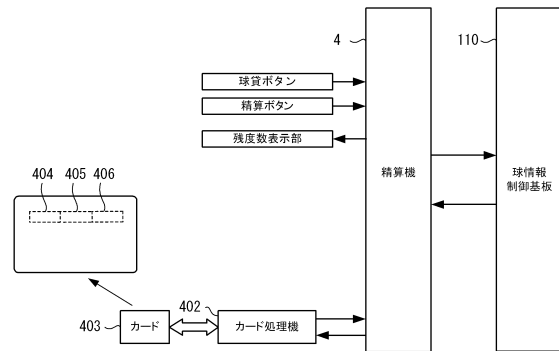 4
110
球貸ボタン
精算ボタン
残度数表示部
精算機
球情報
制御基板
404 405 406
402
403
カード
カード処理機